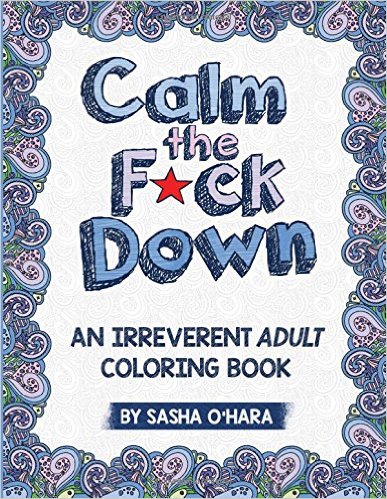 Calm
the
F★ck
Down
AN IRREVERENT ADULT
COLORING BOOK
BY SASHA O'HARA